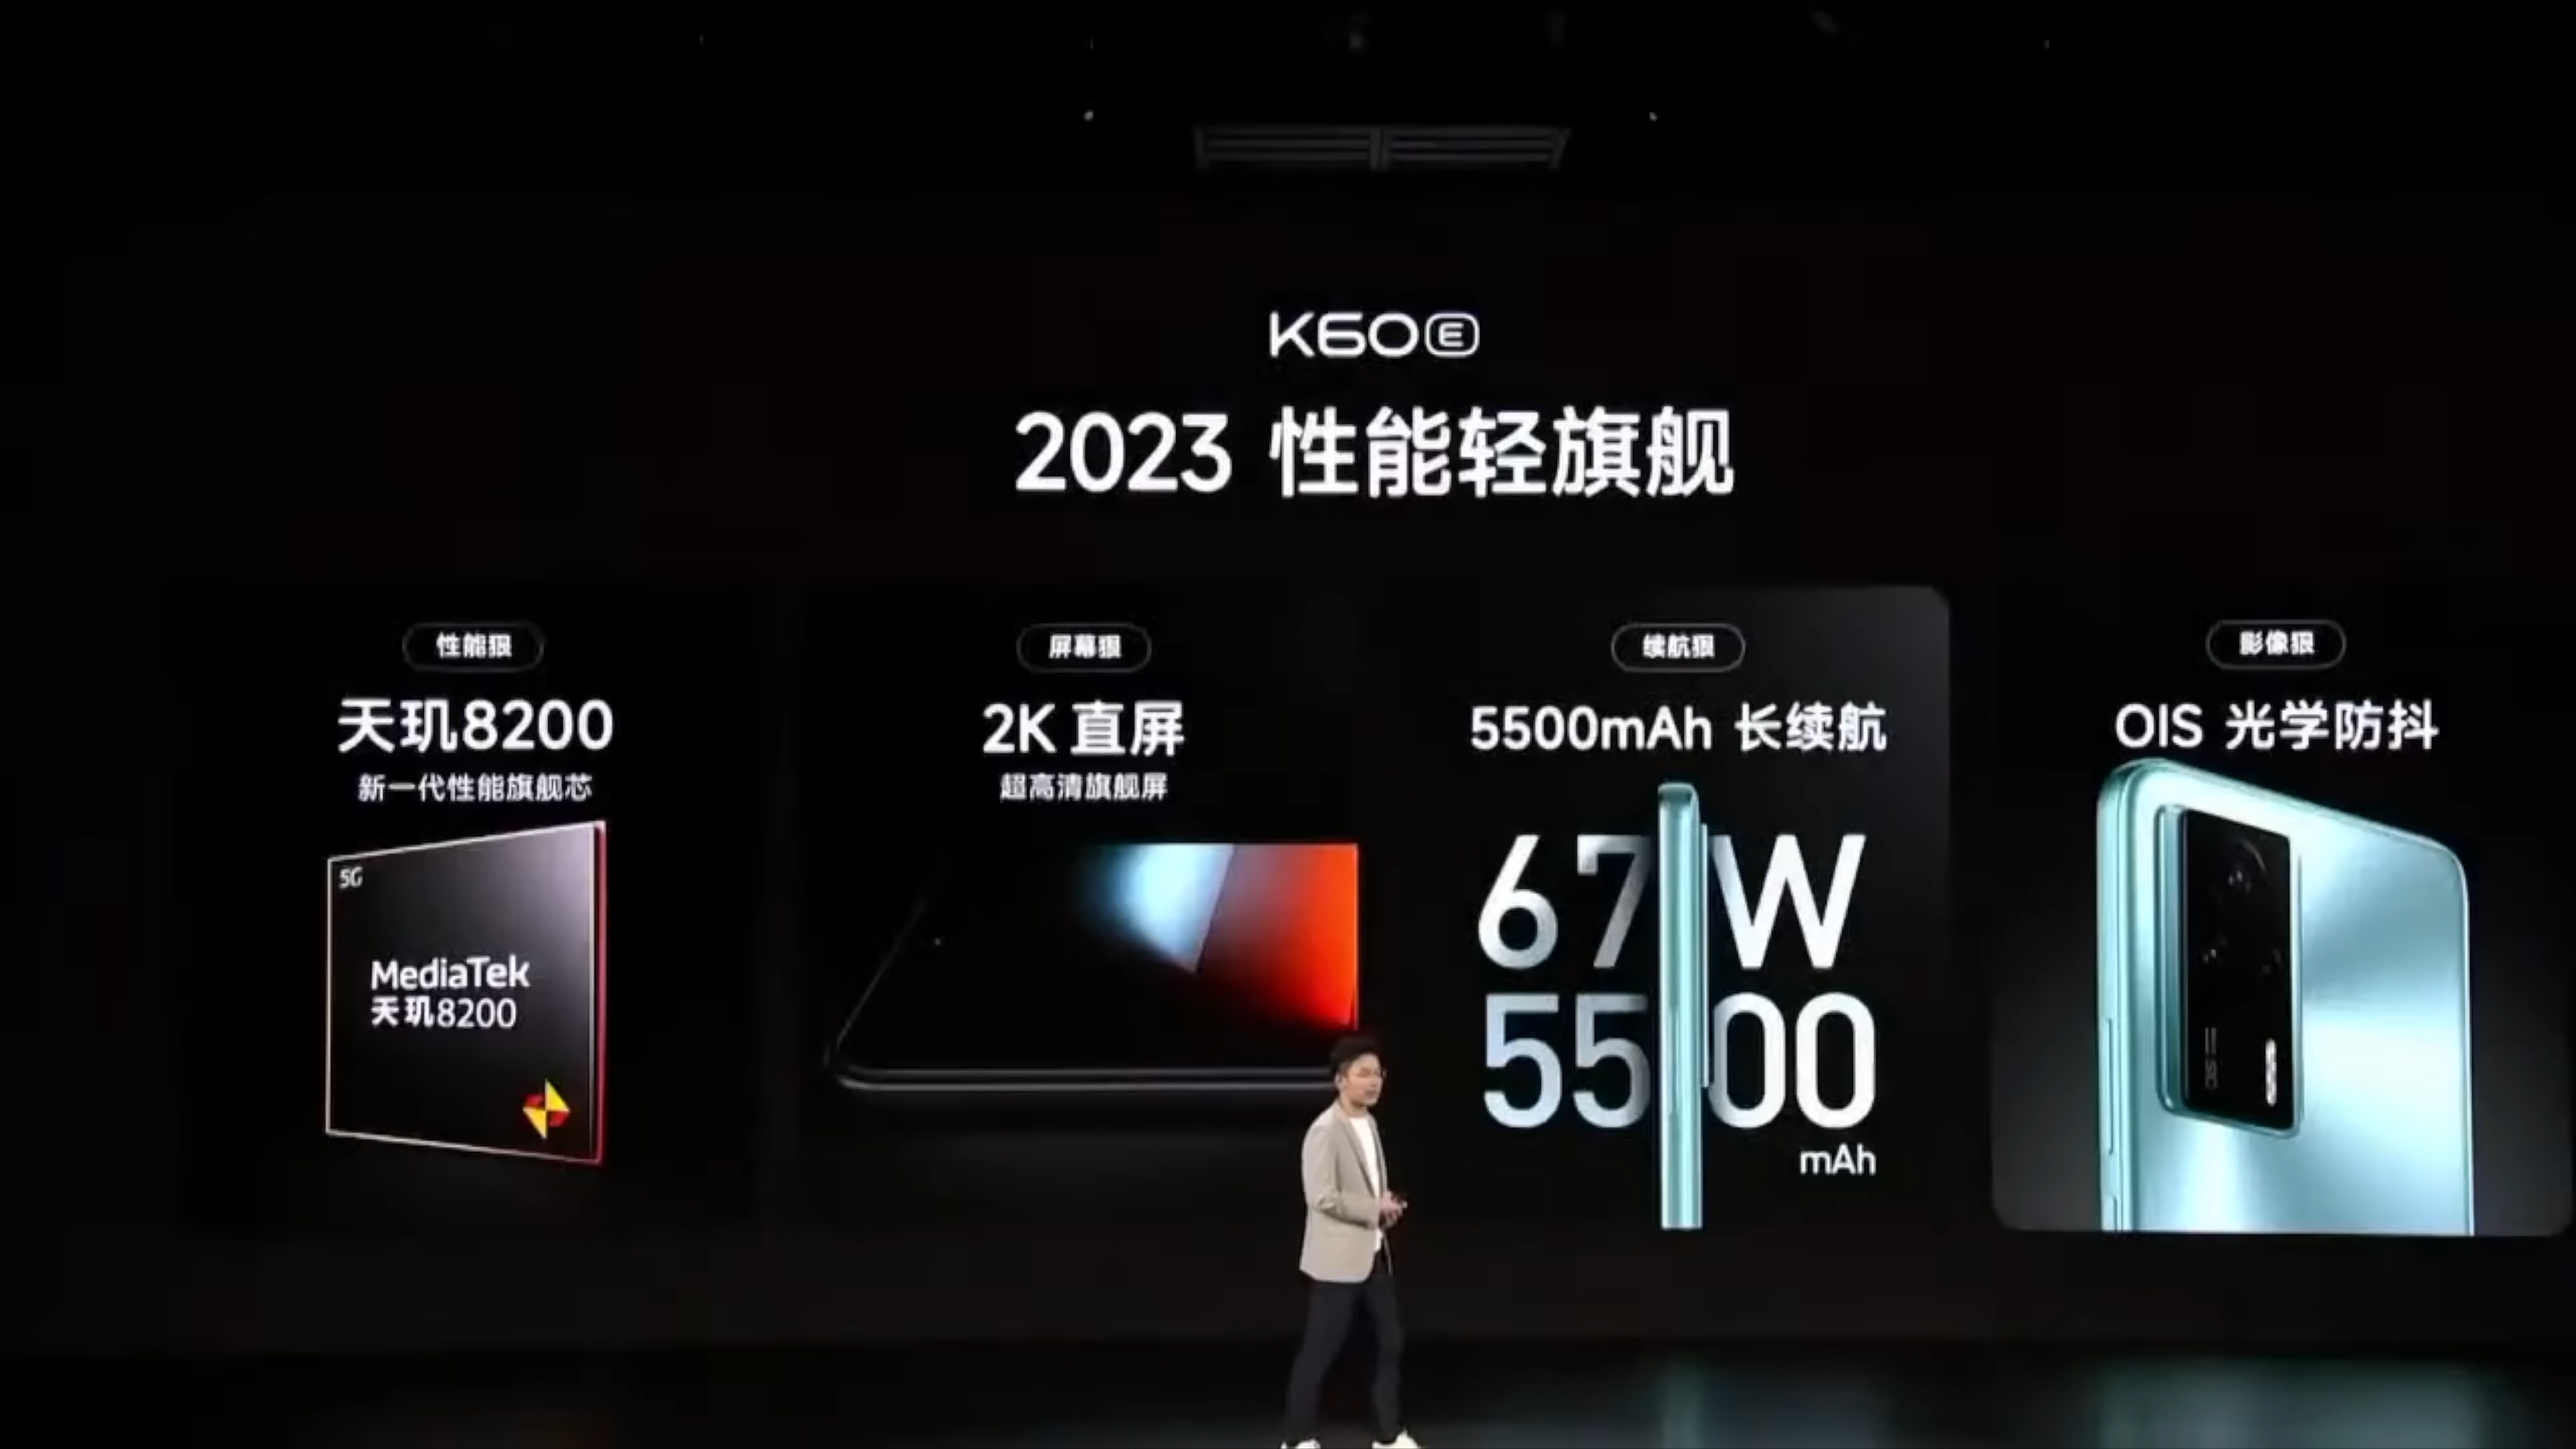 K60 E
2023 性能轻旗舰
性能狠
天玑8200
新一代性能旗舰芯
5G
MediaTek
天玑8200
屏幕狠
2K 直屏
超高清旗舰屏
续航狠
5500mAh 长续航
67W
5500
mAh
影像狠
OIS 光学防抖